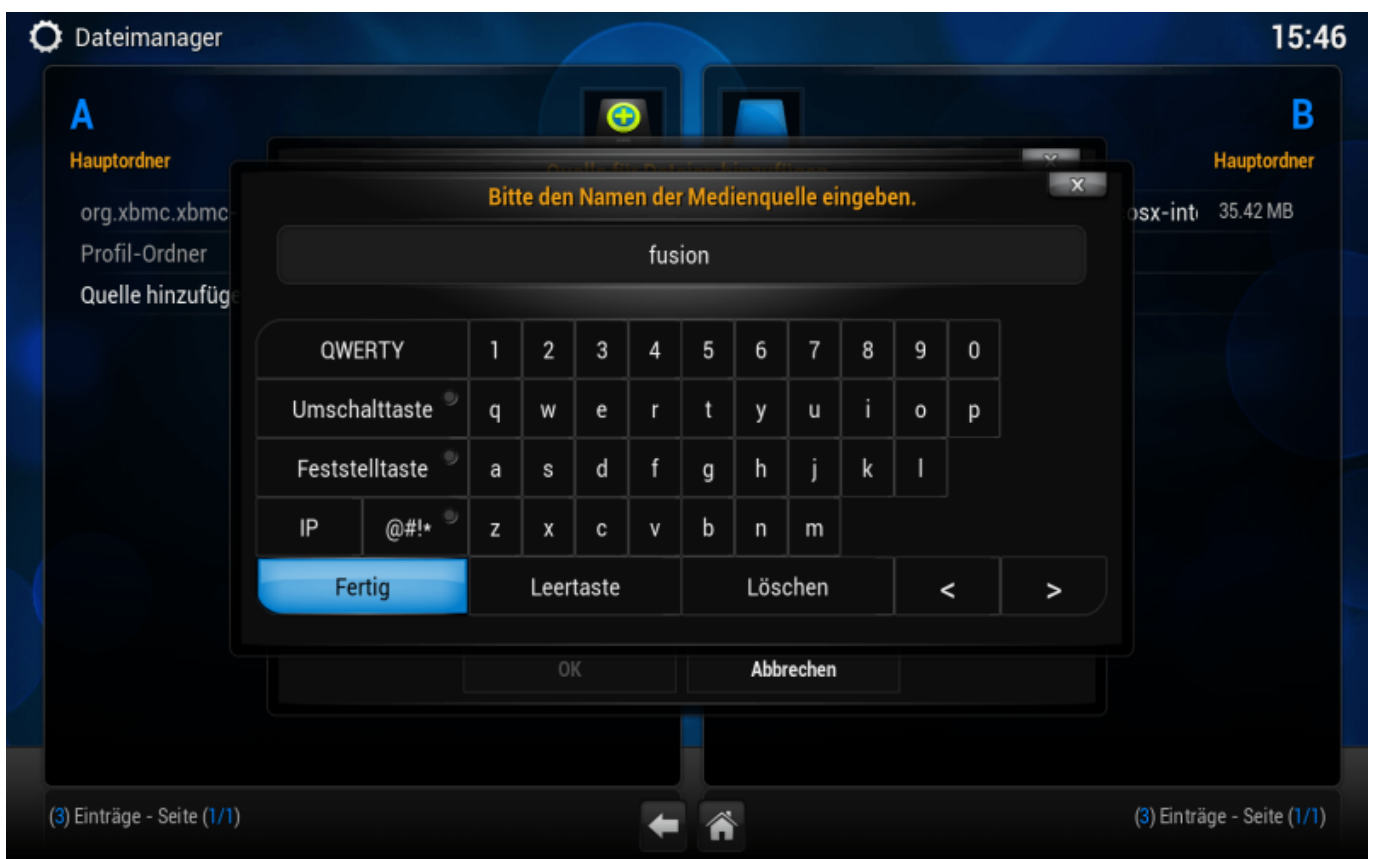 Dateimanager
15:46
A
B
Hauptordner
Hauptordner
Bitte den Namen der Medienquelle eingeben.
org.xbmc.xbmc-
osx-int
35.42 MB
fusion
Profil-Ordner
Quelle hinzufüge
QWERTY 1 2 3 4 5 6 7 8 9 0
Umschalttaste q w e r t y u i o p
Feststelltaste a s d f g h j k l
IP @#!* z x c v b n m
Fertig Leertaste Löschen < >
OK Abbrechen
(3) Einträge - Seite (1/1)
(3) Einträge - Seite (1/1)